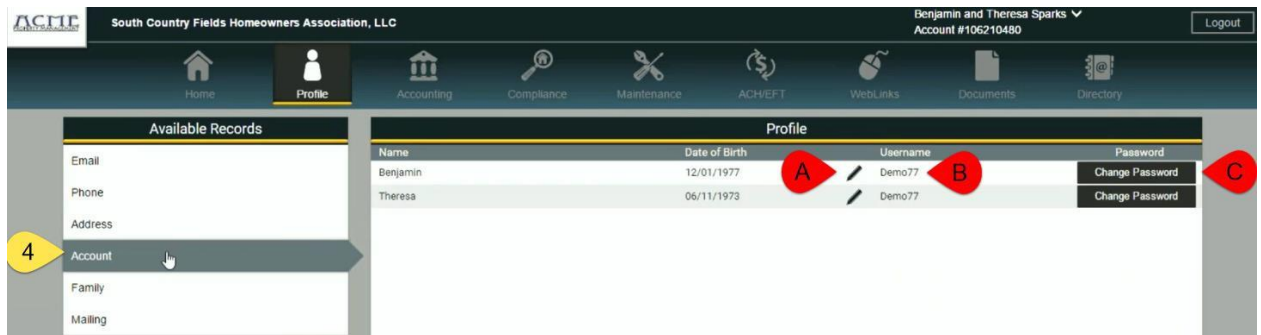 ACME
PROPERTY MANAGEMENT
South Country Fields Homeowners Association, LLC
Benjamin and Theresa Sparks
Account #106210480
Logout
Home
Profile
Accounting
Compliance
Maintenance
ACH/EFT
WebLinks
Documents
Directory
Available Records
Email
Phone
Address
4
Account
Family
Mailing
Profile
Name Date of Birth Username Password
Benjamin 12/01/1977 A Demo77 B Change Password C
Theresa 06/11/1973 Demo77 Change Password